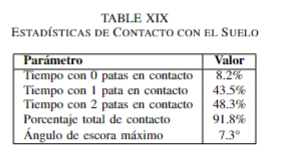 TABLE XIX
ESTADÍSTICAS DE CONTACTO CON EL SUELO
Parámetro Valor
Tiempo con 0 patas en contacto 8.2%
Tiempo con 1 pata en contacto 43.5%
Tiempo con 2 patas en contacto 48.3%
Porcentaje total de contacto 91.8%
Ángulo de escora máximo 7.3°